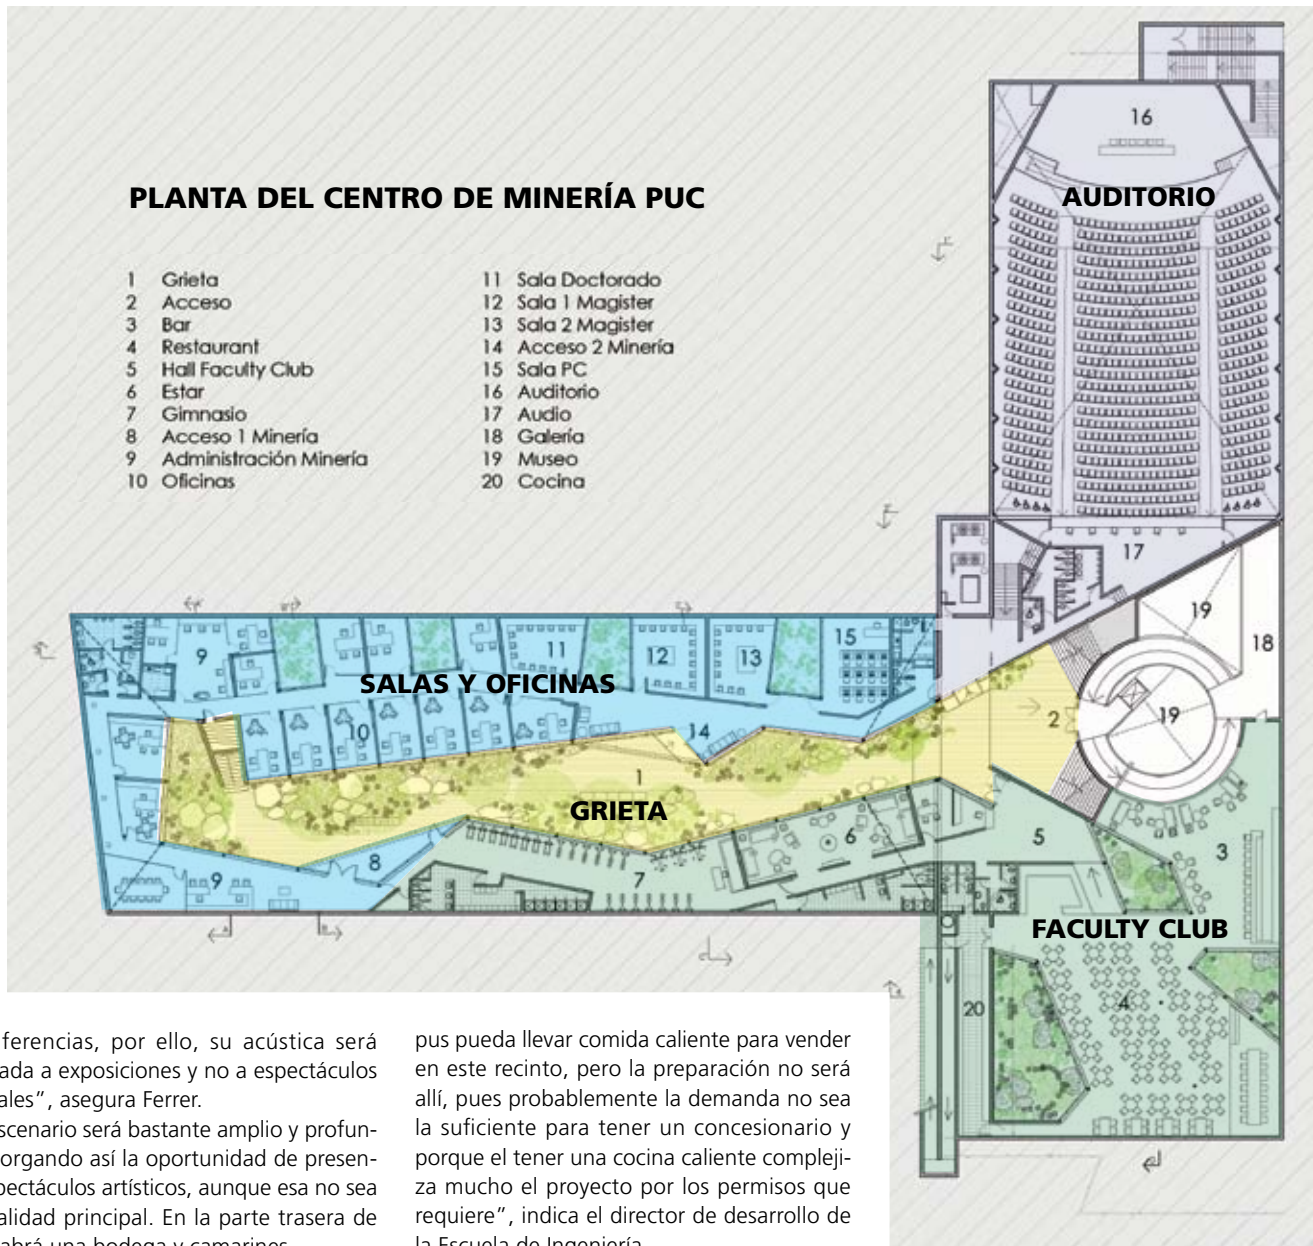 PLANTA DEL CENTRO DE MINERÍA PUC
1 Grieta
2 Acceso
3 Bar
4 Restaurant
5 Hall Faculty Club
6 Estar
7 Gimnasio
8 Acceso 1 Minería
9 Administración Minería
10 Oficinas
11 Sala Doctorado
12 Sala 1 Magister
13 Sala 2 Magister
14 Acceso 2 Minería
15 Sala PC
16 Auditorio
17 Audio
18 Galería
19 Museo
20 Cocina
16
AUDITORIO
17
19
18
9
11
12
13
15
SALAS Y OFICINAS
10
14
2
19
1
GRIETA
8
9
7
6
5
3
FACULTY CLUB
4
20
ferencias, por ello, su acústica será
ada a exposiciones y no a espectáculos
ales”, asegura Ferrer.
scenario será bastante amplio y profun-
orgando así la oportunidad de presen-
pectáculos artísticos, aunque esa no sea
alidad principal. En la parte trasera de
abrá una bodega y camarines
pus pueda llevar comida caliente para vender
en este recinto, pero la preparación no será
allí, pues probablemente la demanda no sea
la suficiente para tener un concesionario y
porque el tener una cocina caliente compleji-
za mucho el proyecto por los permisos que
requiere”, indica el director de desarrollo de
la Escuela de Ingeniería